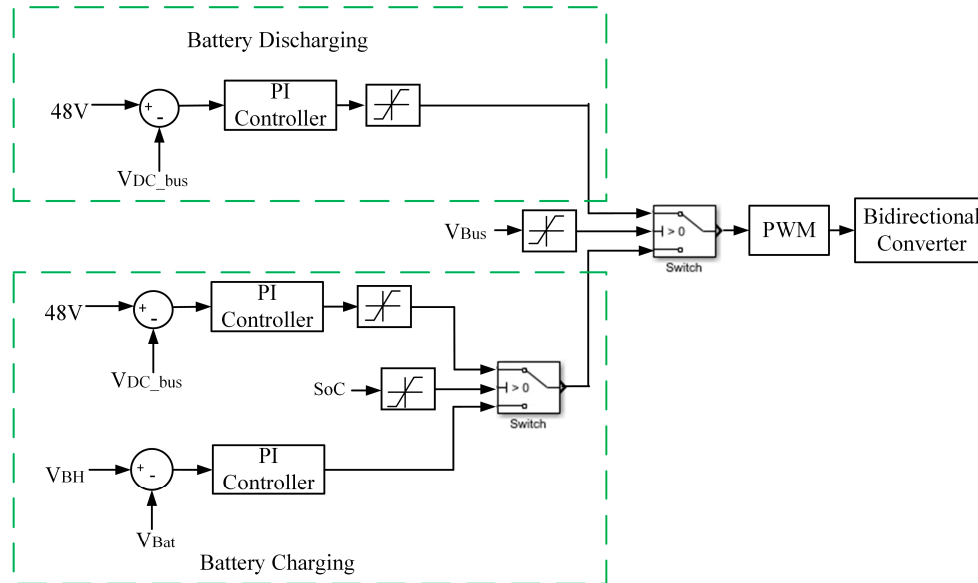 Battery Discharging
PI
Controller
48V
+
-
VDC_bus
VBus
> 0
Switch
PWM
Bidirectional
Converter
PI
Controller
48V
+
-
VDC_bus
SoC
> 0
Switch
PI
Controller
VBH
+
-
VBat
Battery Charging